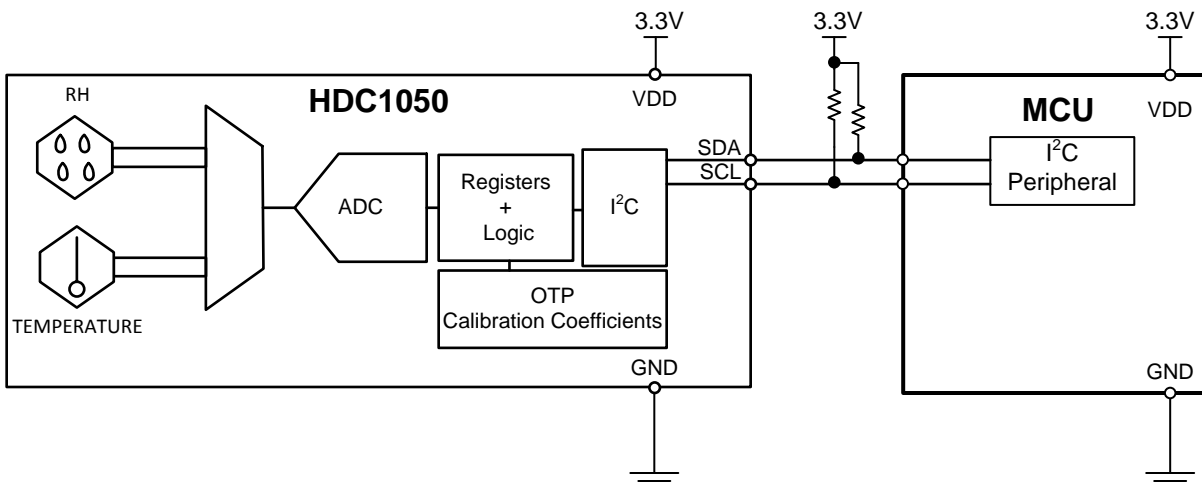 3.3V
3.3V
3.3V
RH
HDC1050
VDD
MCU
VDD
SDA
SCL
ADC
Registers
+
Logic
I²C
I²C
Peripheral
TEMPERATURE
OTP
Calibration Coefficients
GND
GND